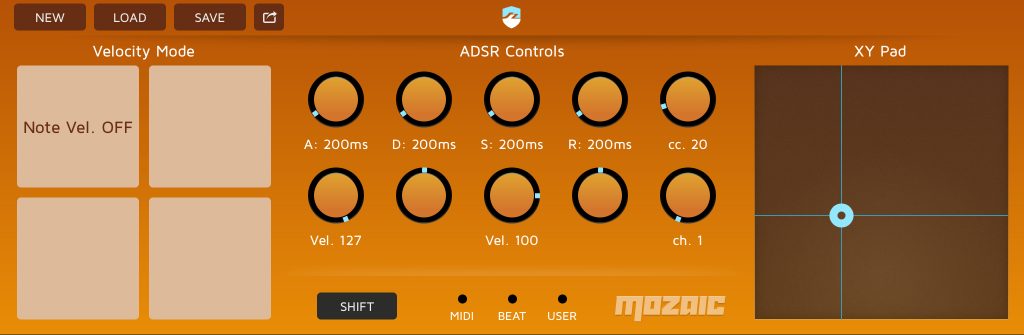 NEW
LOAD
SAVE
Velocity Mode
ADSR Controls
XY Pad
Note Vel. OFF
A: 200ms
D: 200ms
S: 200ms
R: 200ms
cc. 20
Vel. 127
Vel. 100
ch. 1
SHIFT
MIDI
BEAT
USER
MOZAIC